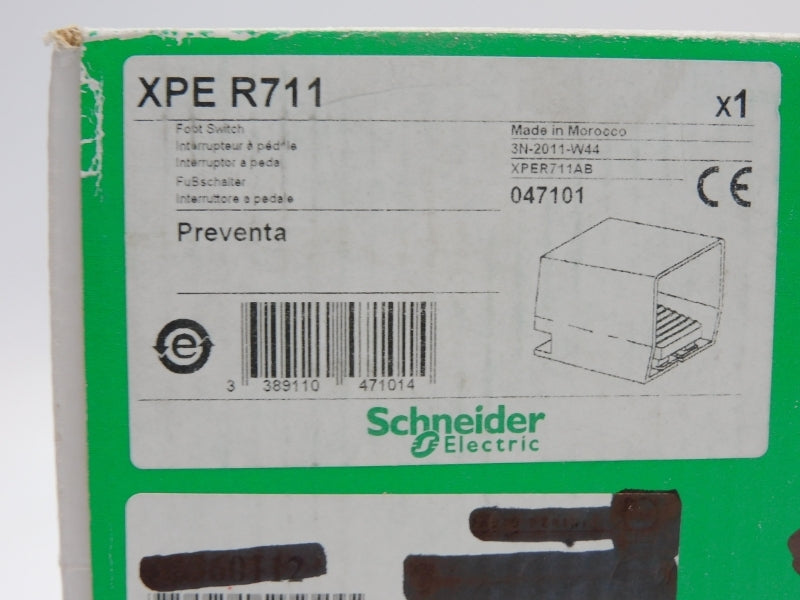 XPE R711
x1
Foot Switch
Interrupteur à pédale
Interruptor a pedal
Fußschalter
Interruttore a pedale
Made in Morocco
3N-2011-W44
XPER711AB
047101
CE
Preventa
e
3 389110 471014
Schneider
Electric